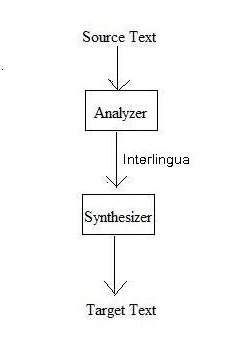 Source Text
Analyzer
Interlingua
Synthesizer
Target Text